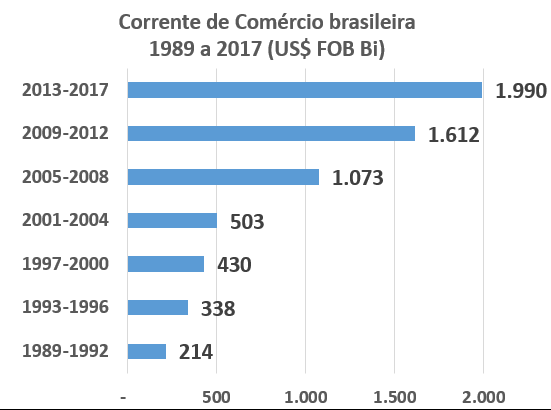 Corrente de Comércio brasileira
1989 a 2017 (US$ FOB Bi)
2013-2017 1.990
2009-2012 1.612
2005-2008 1.073
2001-2004 503
1997-2000 430
1993-1996 338
1989-1992 214
- 500 1.000 1.500 2.000